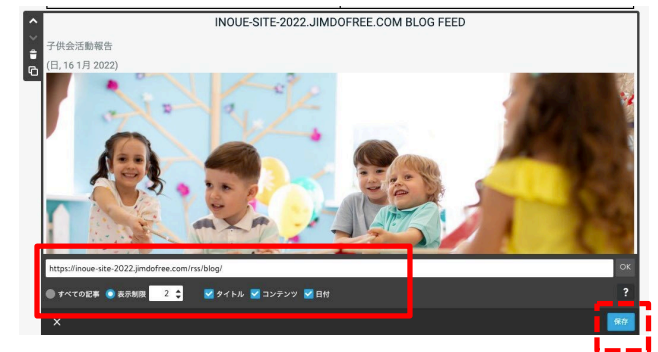 INOUE-SITE-2022.JIMDOFREE.COM BLOG FEED
子供会活動報告
(日, 16 1月 2022)
https://inoue-site-2022.jimdofree.com/rss/blog/
OK
すべての記事 表示制限 2 タイトル コンテンツ 日付
?
保存